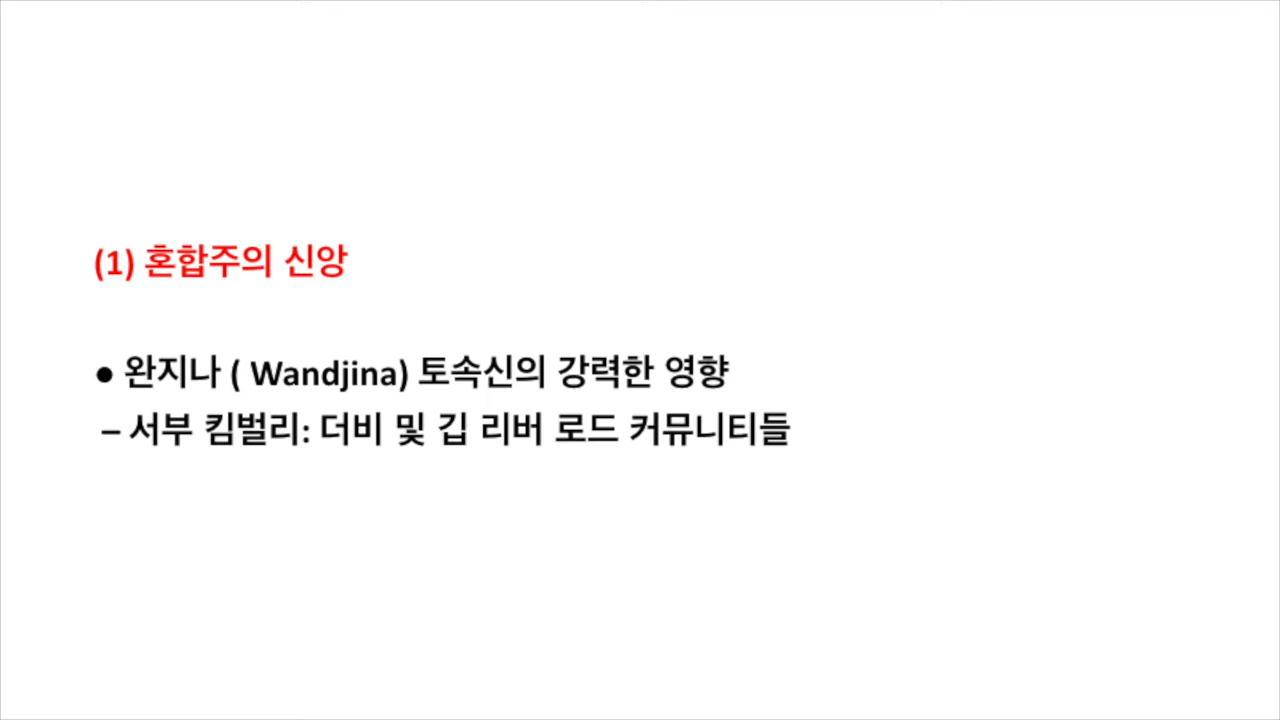 (1) 혼합주의 신앙
● 완지나 ( Wandjina) 토속신의 강력한 영향
– 서부 킴벌리: 더비 및 깁 리버 로드 커뮤니티들